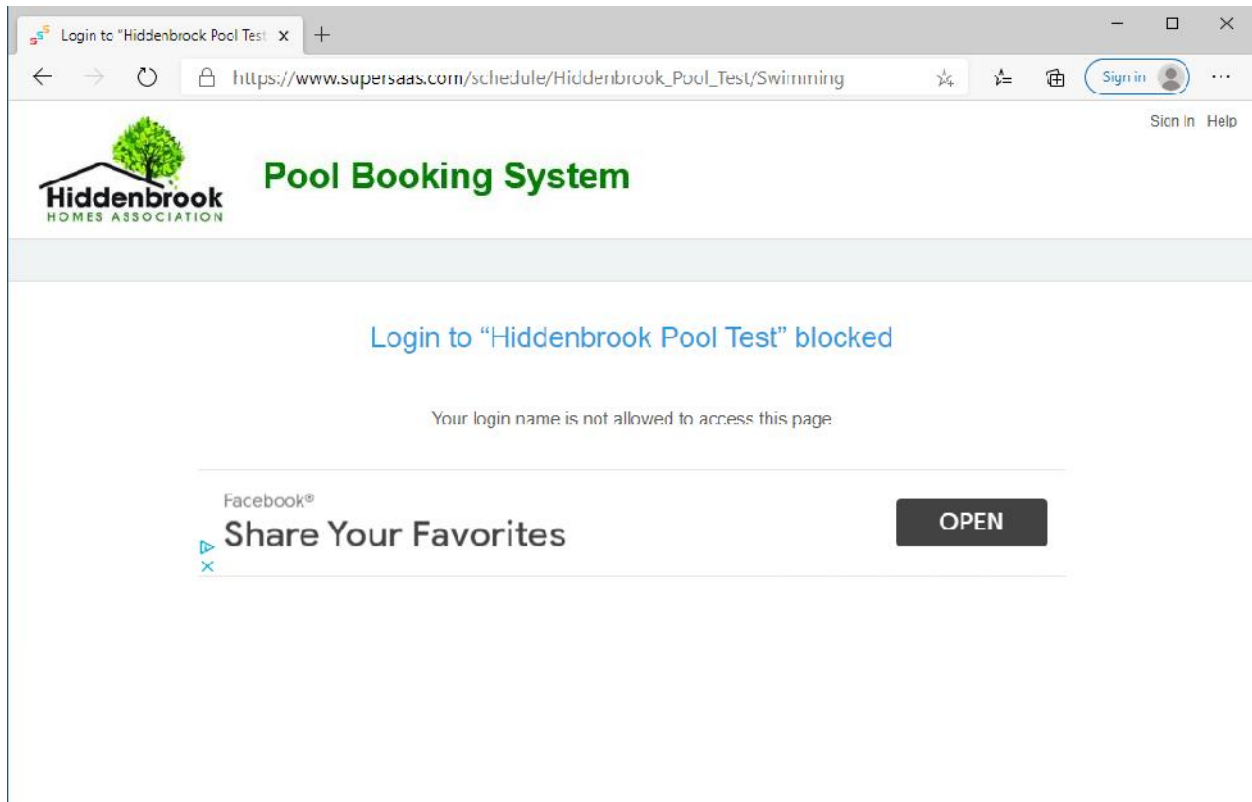 Login to "Hiddenbrock Pool Test
https://www.supersaas.com/schedule/Hiddenbrook_Pool_Test/Swimming
Sign in
Sign In Help
Hiddenbrook
HOMES ASSOCIATION
Pool Booking System
Login to “Hiddenbrook Pool Test” blocked
Your login name is not allowed to access this page
Facebook®
Share Your Favorites
OPEN